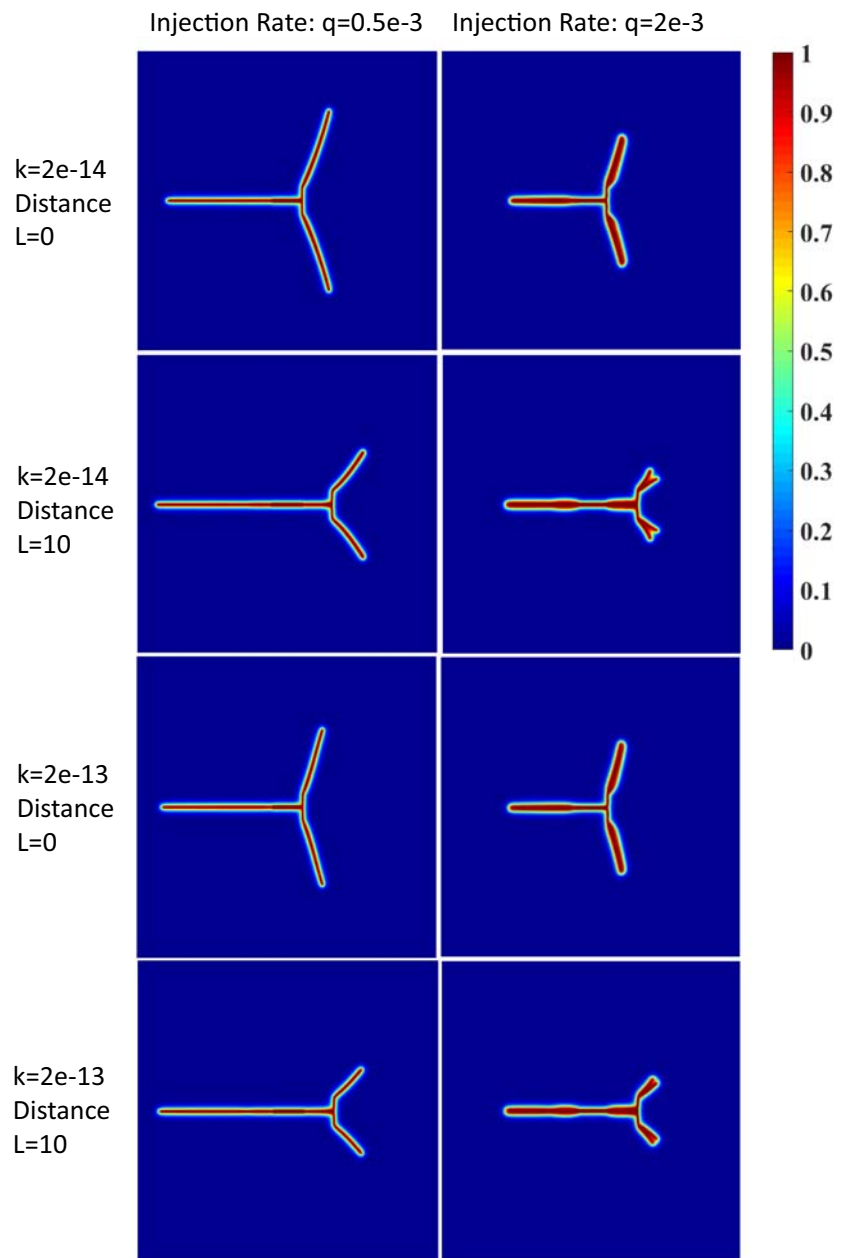 Injection Rate: q=0.5e-3 Injection Rate: q=2e-3
1
0.9
0.8
0.7
0.6
0.5
0.4
0.3
0.2
0.1
0
k=2e-14
Distance
L=0
k=2e-14
Distance
L=10
k=2e-13
Distance
L=0
k=2e-13
Distance
L=10